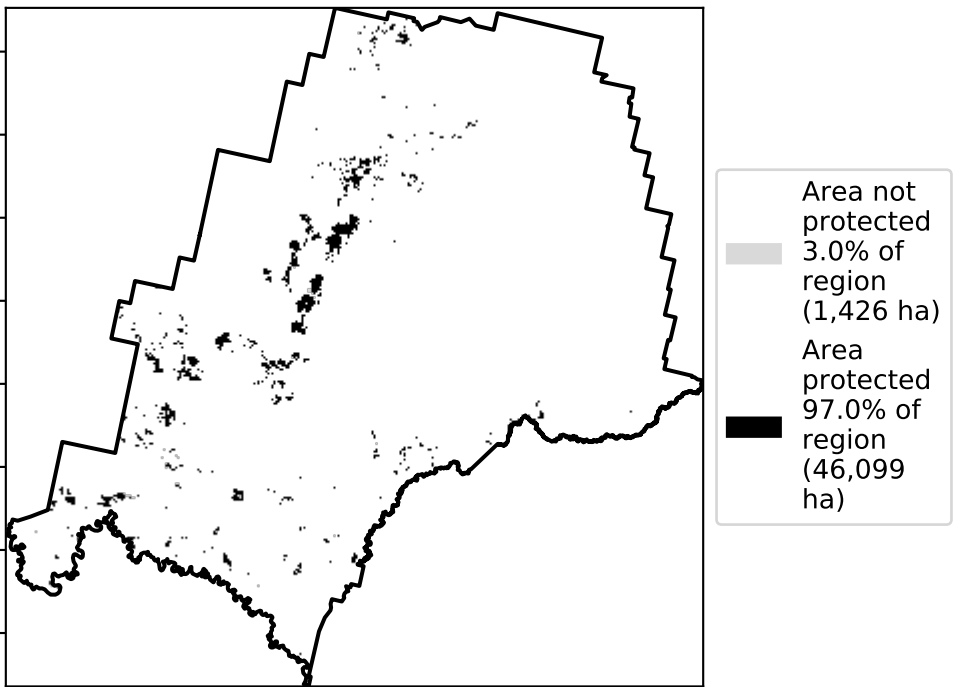 Area not
protected
3.0% of
region
(1,426 ha)
Area
protected
97.0% of
region
(46,099
ha)